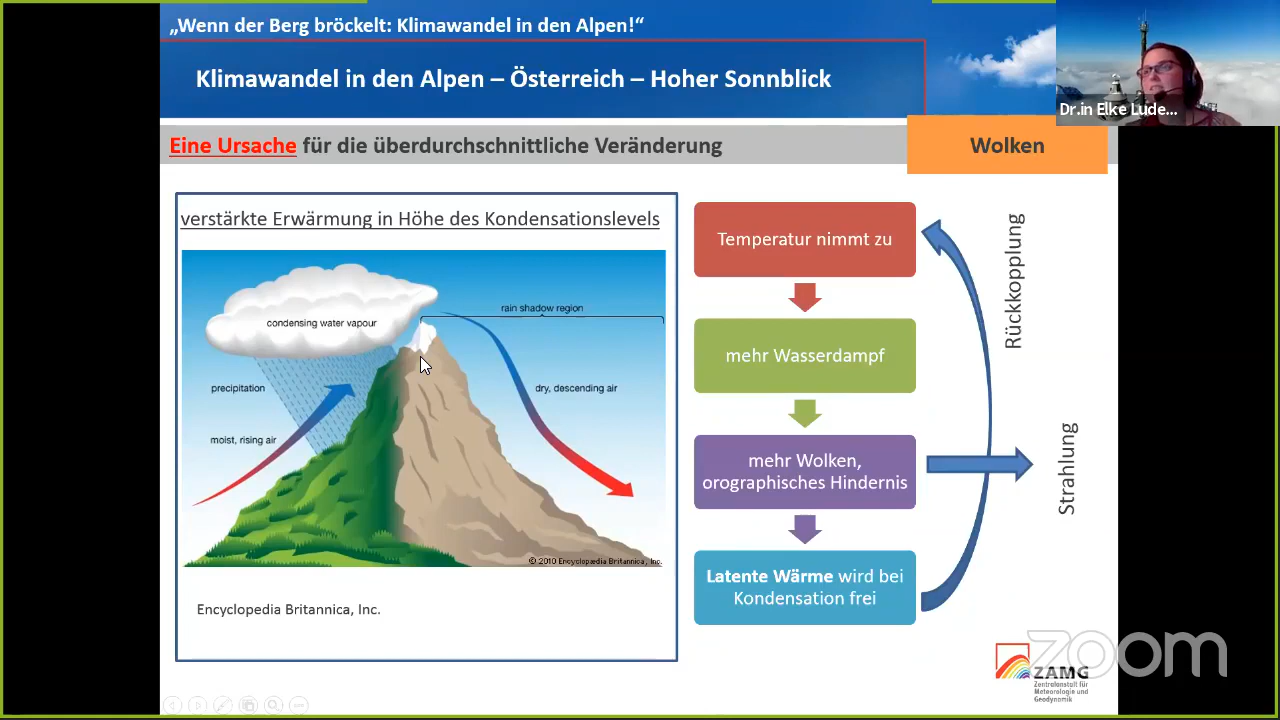 „Wenn der Berg bröckelt: Klimawandel in den Alpen!“
Klimawandel in den Alpen – Österreich – Hoher Sonnblick
Dr.in Elke Lude...
Eine Ursache für die überdurchschnittliche Veränderung
Wolken
verstärkte Erwärmung in Höhe des Kondensationslevels
condensing water vapour
rain shadow region
precipitation
dry, descending air
moist, rising air
© 2010 Encyclopædia Britannica, Inc.
Encyclopedia Britannica, Inc.
Temperatur nimmt zu
mehr Wasserdampf
mehr Wolken,
orographisches Hindernis
Latente Wärme wird bei
Kondensation frei
Rückkopplung
Strahlung
zoom
ZAMG
Zentralanstalt für
Meteorologie und
Geodynamik